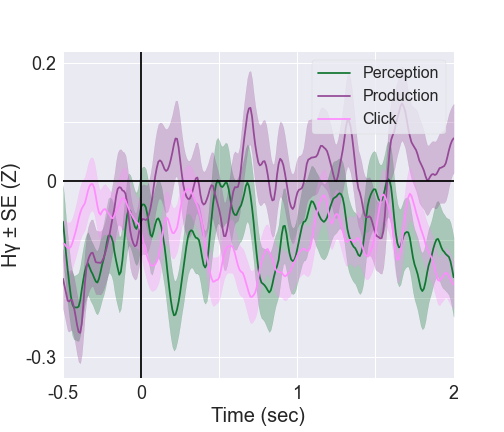 Perception
Production
Click
0.2
0
-0.3
Hγ ± SE (Z)
-0.5
0
1
2
Time (sec)